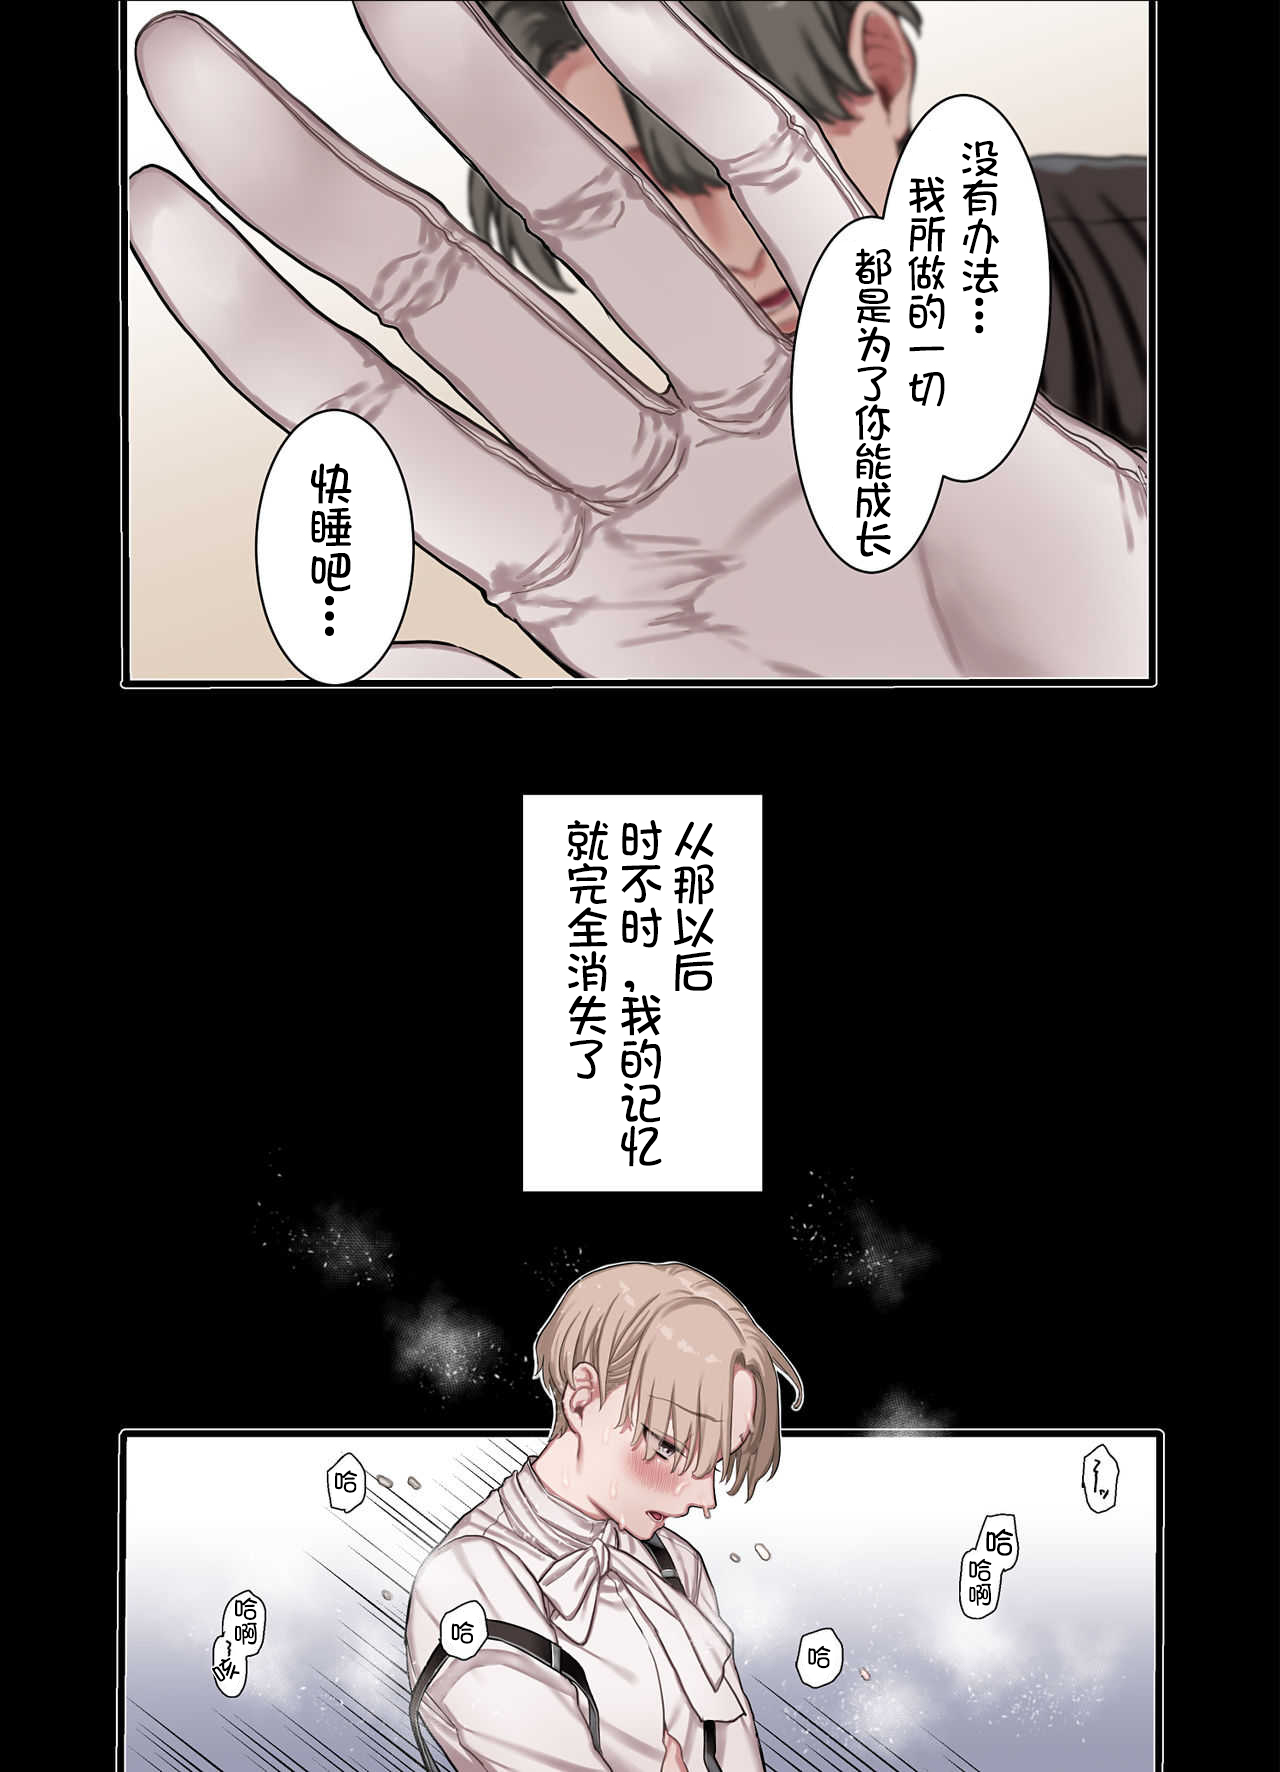 没有办法…
我所做的一切
都是为了你能成长
快睡吧…
从那以后
时不时，我的记忆
就完全消失了
哈
哈
哈啊
哈
哈
哈啊